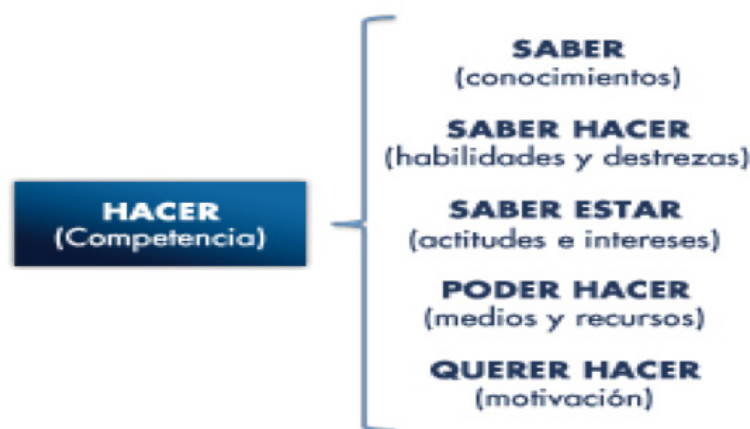 HACER
(Competencia)
SABER
(conocimientos)
SABER HACER
(habilidades y destrezas)
SABER ESTAR
(actitudes e intereses)
PODER HACER
(medios y recursos)
QUERER HACER
(motivación)